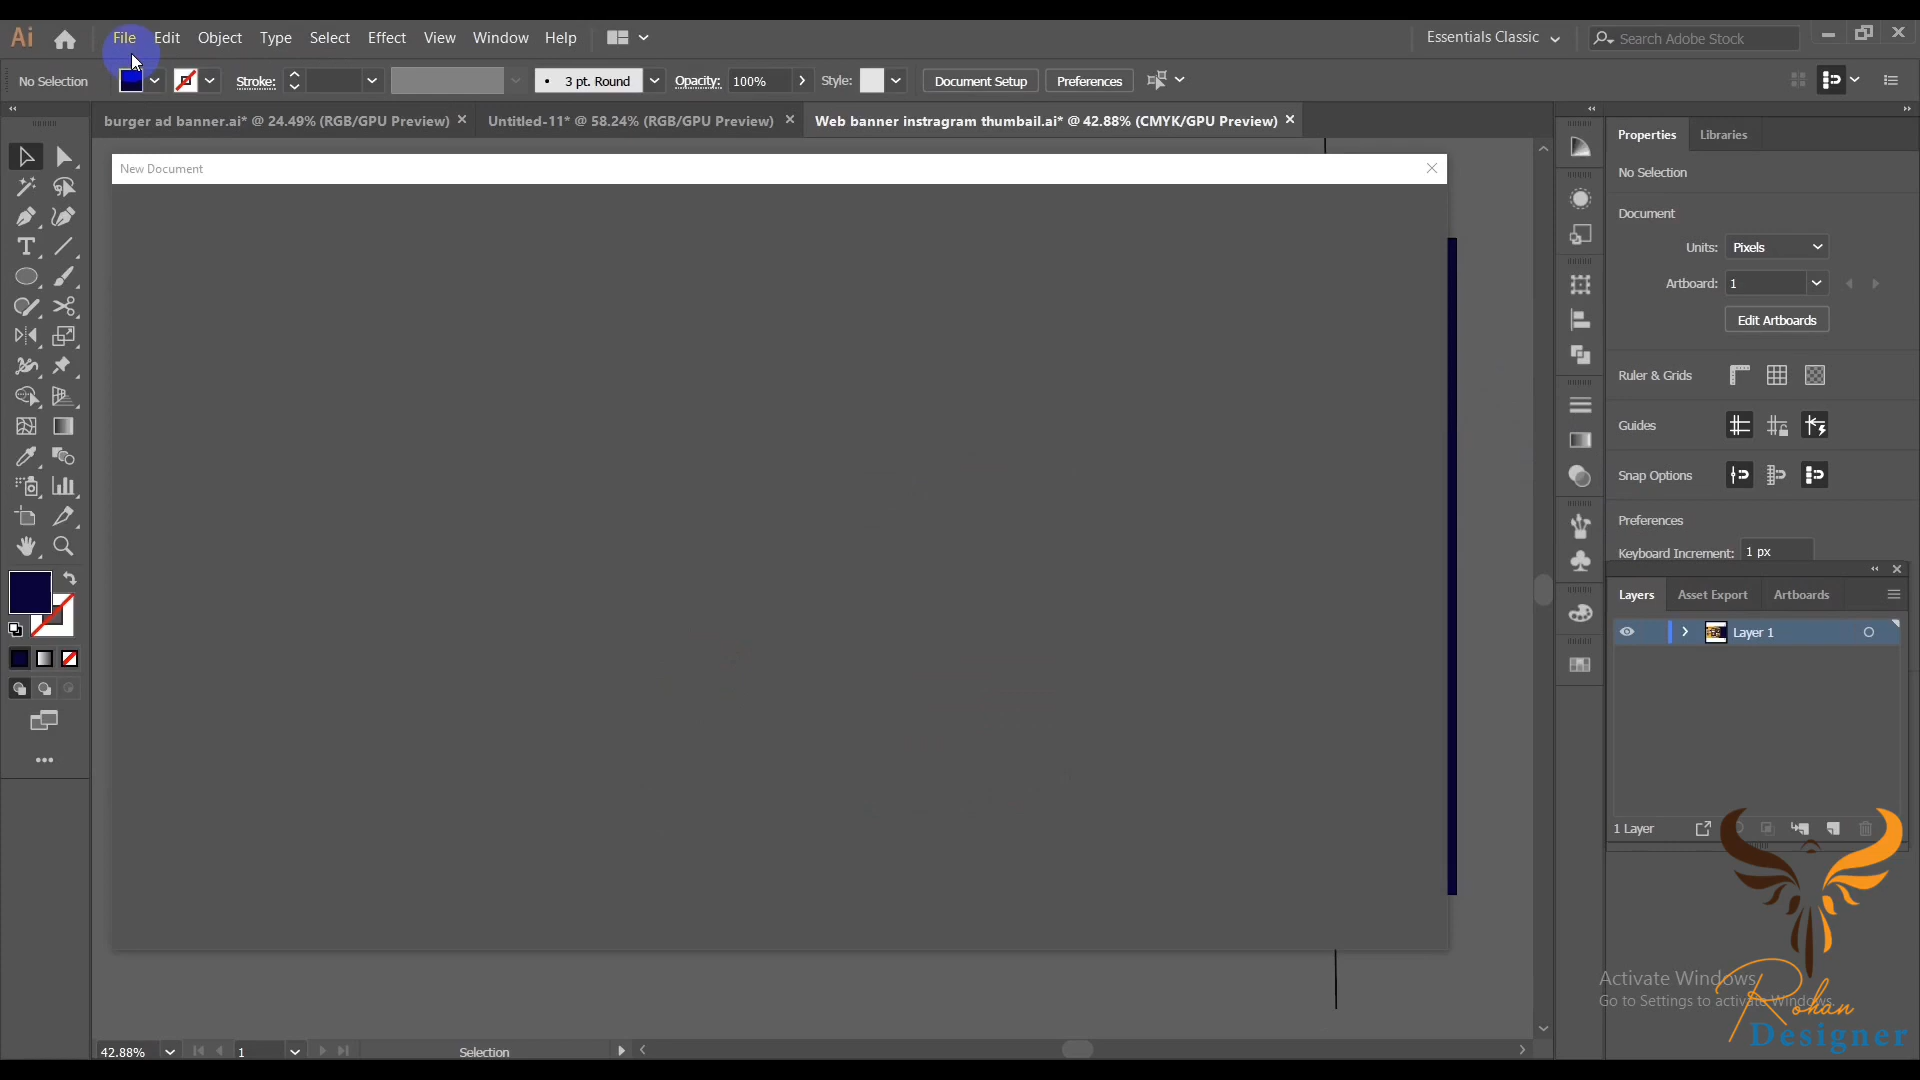 Ai File Edit Object Type Select Effect View Window Help Essentials Classic Search Adobe Stock
No Selection Stroke: 3 pt. Round Opacity: 100% Style: Document Setup Preferences
burger ad banner.ai* @ 24.49% (RGB/GPU Preview) Untitled-11* @ 58.24% (RGB/GPU Preview) Web banner instragram thumbail.ai* @ 42.88% (CMYK/GPU Preview)
Properties Libraries
New Document
No Selection
Document
Units: Pixels
Artboard: 1
Edit Artboards
Ruler & Grids
Guides
Snap Options
Preferences
Keyboard Increment: 1 px
Layers Asset Export Artboards
Layer 1
1 Layer
Activate Windows
Go to Settings to activate Windows.
Rohan
Designer
42.88% 1 Selection